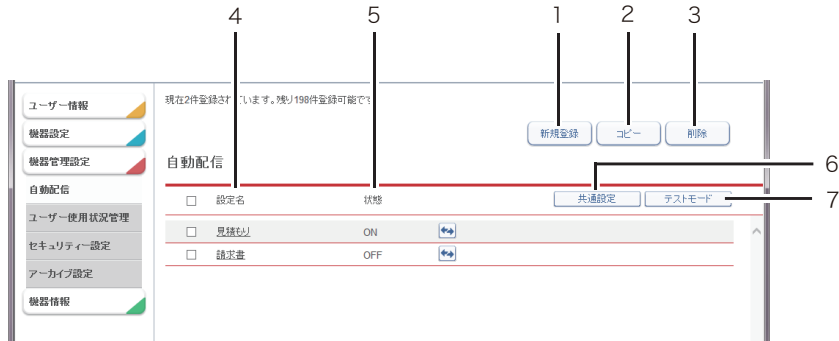 4 5 1 2 3
現在2件登録されています。残り198件登録可能です
ユーザー情報
機器設定
機器管理設定
自動配信
ユーザー使用状況管理
セキュリティー設定
アーカイブ設定
機器情報
新規登録 コピー 削除
自動配信
6
設定名 状態 共通設定 テストモード 7
見積もり ON
請求書 OFF